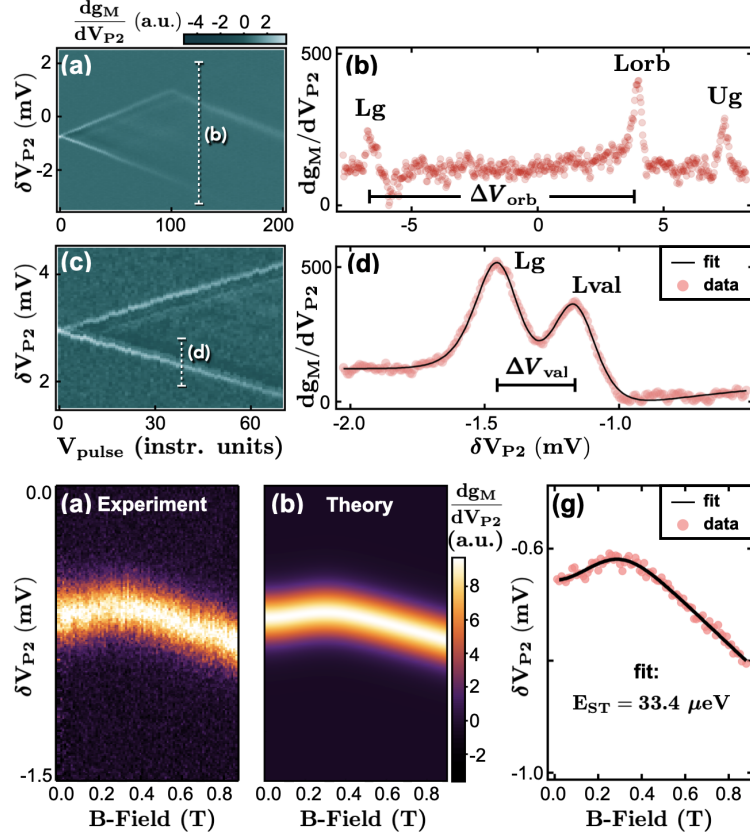 dg_M/dV_P2 (a.u.)
-4 -2 0 2
(a)
δV_P2 (mV)
2
0
-2
(b)
0 100 200
(b)
dg_M/dV_P2
500
0
Lg
Lorb
Ug
ΔV_orb
-5 0 5
(c)
δV_P2 (mV)
4
2
(d)
0 30 60
V_pulse (instr. units)
(d)
dg_M/dV_P2
500
0
Lg
Lval
ΔV_val
fit
data
-2.0 -1.5 -1.0
δV_P2 (mV)
(a) Experiment
δV_P2 (mV)
0.0
-1.5
0.0 0.2 0.4 0.6 0.8
B-Field (T)
(b) Theory
0.0 0.2 0.4 0.6 0.8
B-Field (T)
dg_M/dV_P2
(a.u.)
8
6
4
2
0
-2
(g)
fit
data
δV_P2 (mV)
-0.6
-1.0
fit:
E_ST = 33.4 μeV
0.0 0.2 0.4 0.6 0.8
B-Field (T)